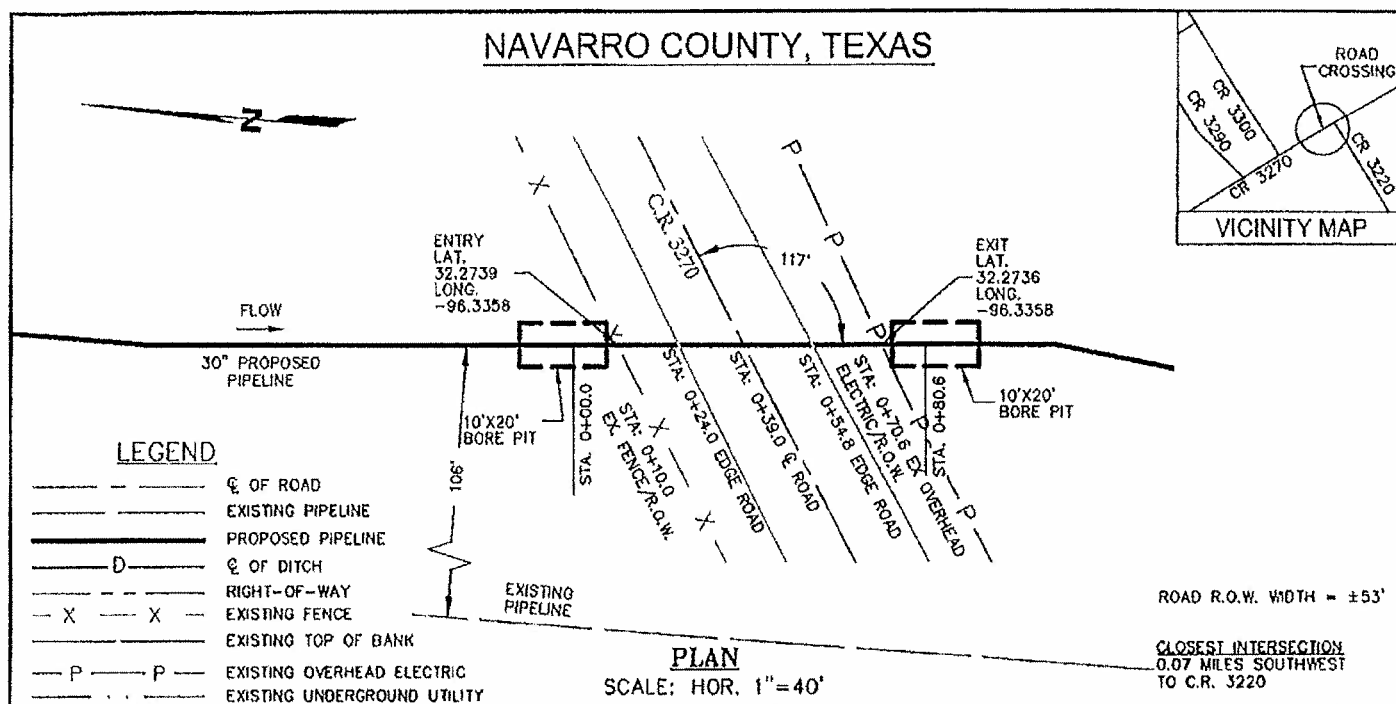 NAVARRO COUNTY, TEXAS
N
ROAD
CROSSING
CR 3300
CR 3290
CR 3270
CR 3220
VICINITY MAP
P
P
X
C.R. 3270
117'
P
ENTRY
LAT.
32.2739
LONG.
-96.3358
EXIT
LAT.
32.2736
LONG.
-96.3358
FLOW
X
P
30" PROPOSED
PIPELINE
10'X20'
BORE PIT
STA. 0+00.0
STA: 0+10.0
EX. FENCE/R.O.W.
X
X
STA: 0+24.0 EDGE ROAD
STA: 0+39.0 ℄ ROAD
STA: 0+54.8 EDGE ROAD
STA: 0+70.6 EX OVERHEAD
ELECTRIC/R.O.W.
P
P
STA. 0+80.6
10'X20'
BORE PIT
106'
EXISTING
PIPELINE
LEGEND
℄ OF ROAD
EXISTING PIPELINE
PROPOSED PIPELINE
D ℄ OF DITCH
RIGHT-OF-WAY
X X EXISTING FENCE
EXISTING TOP OF BANK
P P EXISTING OVERHEAD ELECTRIC
EXISTING UNDERGROUND UTILITY
PLAN
SCALE: HOR. 1"=40'
ROAD R.O.W. WIDTH = ±53'
CLOSEST INTERSECTION
0.07 MILES SOUTHWEST
TO C.R. 3220